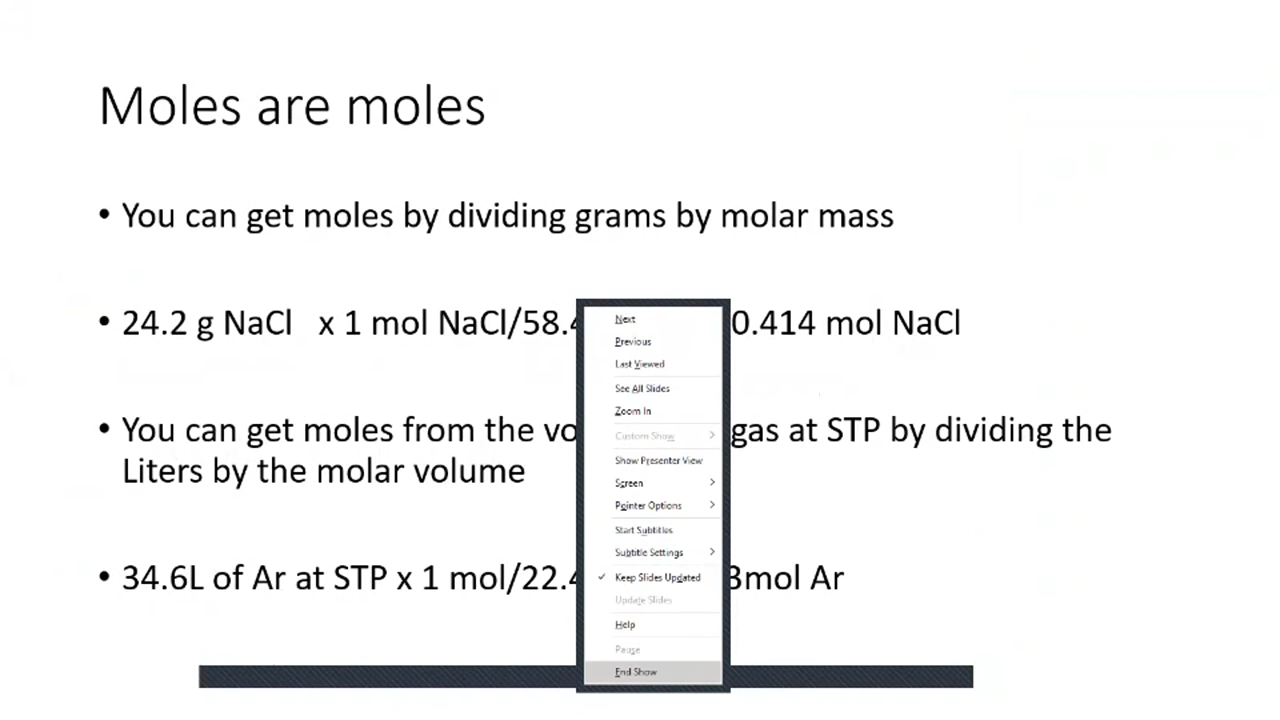 Moles are moles
• You can get moles by dividing grams by molar mass
• 24.2 g NaCl x 1 mol NaCl/58.4 0.414 mol NaCl
• You can get moles from the vo gas at STP by dividing the
Liters by the molar volume
• 34.6L of Ar at STP x 1 mol/22.4 3mol Ar
Next
Previous
Last Viewed
See All Slides
Zoom In
Custom Show
Show Presenter View
Screen
Pointer Options
Start Subtitles
Subtitle Settings
Keep Slides Updated
Update Slides
Help
Pause
End Show